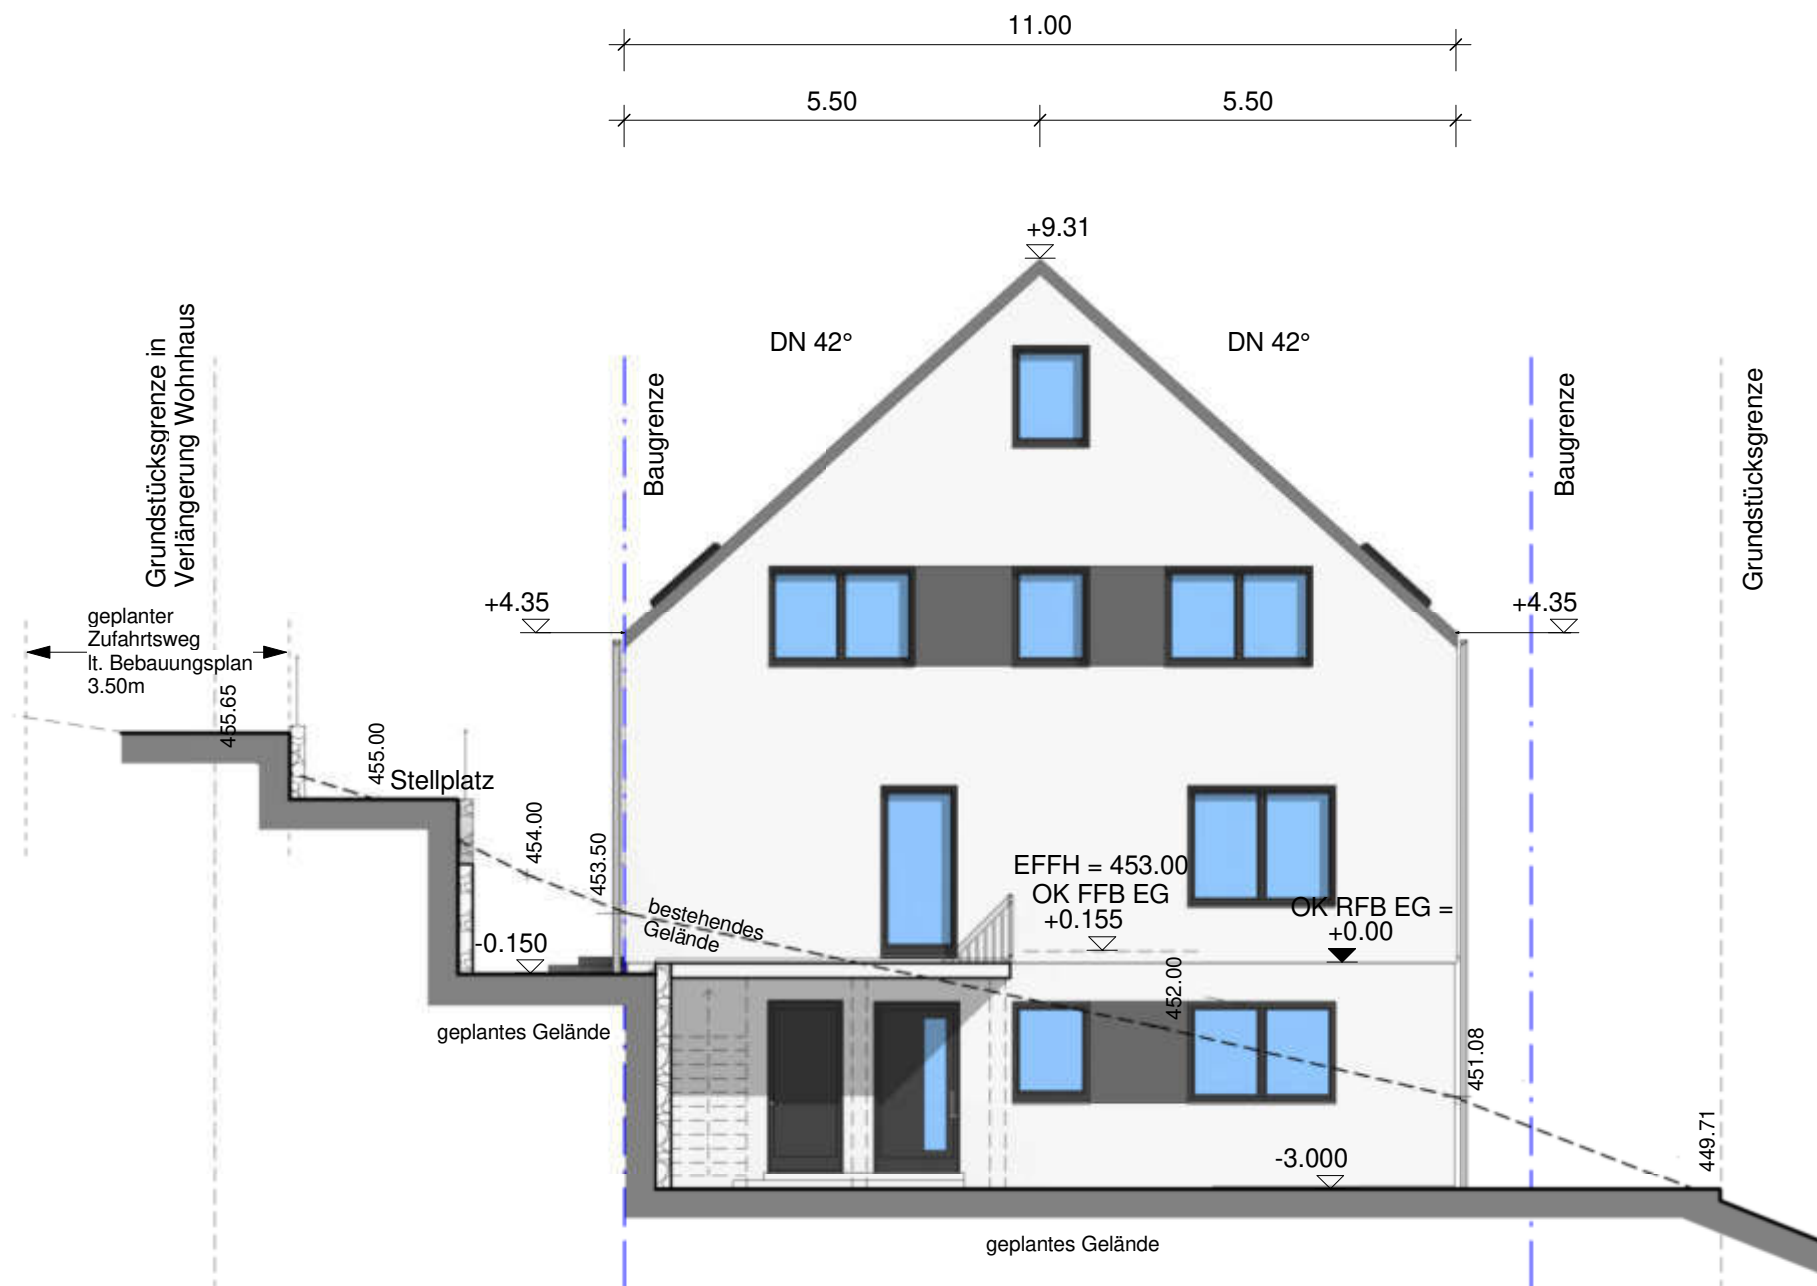 11.00
5.50
5.50
+9.31
DN 42°
DN 42°
Grundstücksgrenze in
Verlängerung Wohnhaus
Baugrenze
Baugrenze
Grundstücksgrenze
geplanter
Zufahrtsweg
lt. Bebauungsplan
3.50m
+4.35
+4.35
455.65
455.00
Stellplatz
454.00
453.50
bestehendes
Gelände
EFFH = 453.00
OK FFB EG
+0.155
OK RFB EG =
+0.00
-0.150
452.00
geplantes Gelände
451.08
449.71
-3.000
geplantes Gelände